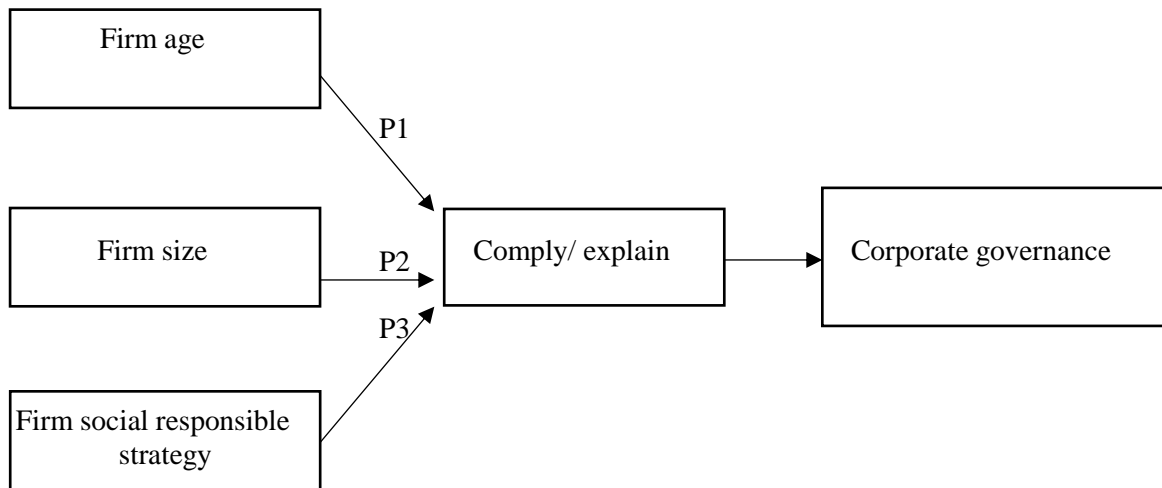 Firm age
P1
Firm size
P2
Comply/ explain
Corporate governance
P3
Firm social responsible
strategy